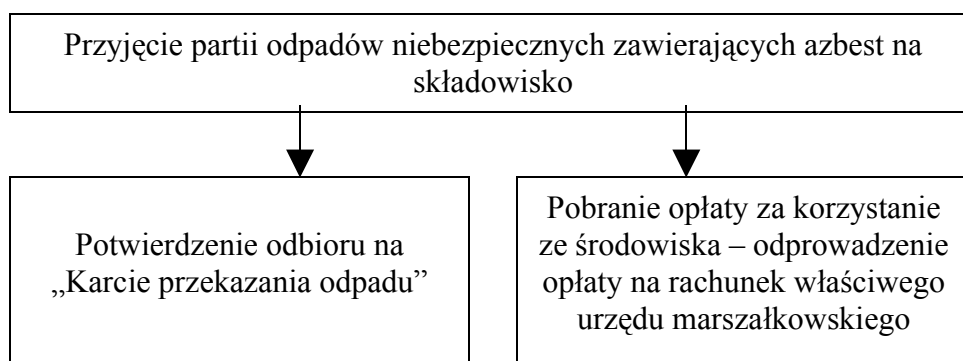 Przyjęcie partii odpadów niebezpiecznych zawierających azbest na
składowisko
Potwierdzenie odbioru na
„Karcie przekazania odpadu”
Pobranie opłaty za korzystanie
ze środowiska – odprowadzenie
opłaty na rachunek właściwego
urzędu marszałkowskiego